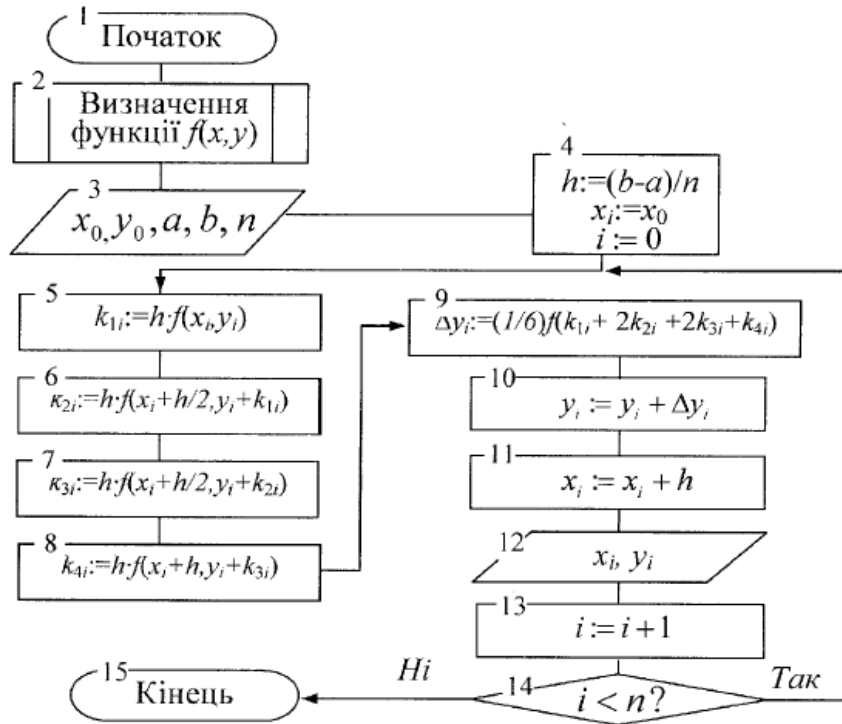 1
Початок
2
Визначення
функції f(x,y)
3
x₀, y₀, a, b, n
4
h:=(b-a)/n
xᵢ:=x₀
i := 0
5
k₁ᵢ:=h·f(xᵢ,yᵢ)
6
к₂ᵢ:=h·f(xᵢ+h/2,yᵢ+k₁ᵢ)
7
к₃ᵢ:=h·f(xᵢ+h/2,yᵢ+k₂ᵢ)
8
k₄ᵢ:=h·f(xᵢ+h,yᵢ+k₃ᵢ)
9
Δyᵢ:=(1/6)f(k₁ᵢ+ 2k₂ᵢ +2k₃ᵢ+k₄ᵢ)
10
yᵢ := yᵢ + Δyᵢ
11
xᵢ := xᵢ + h
12
xᵢ, yᵢ
13
i := i + 1
14
i < n?
Так
Ні
15
Кінець